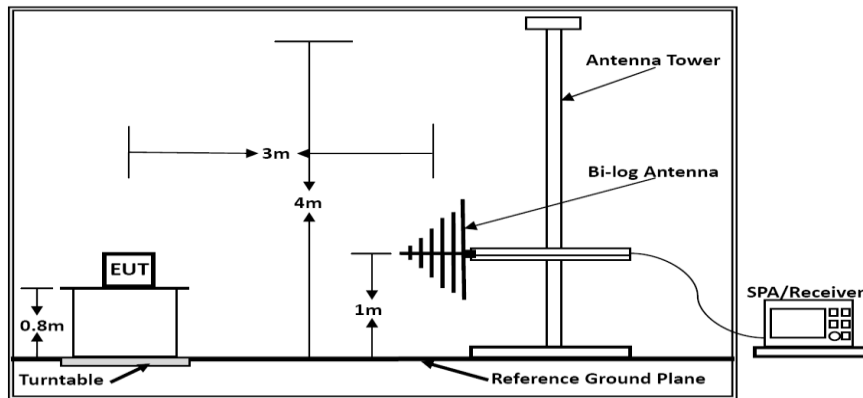 Antenna Tower
3m
Bi-log Antenna
4m
EUT
SPA/Receiver
0.8m
1m
Turntable
Reference Ground Plane